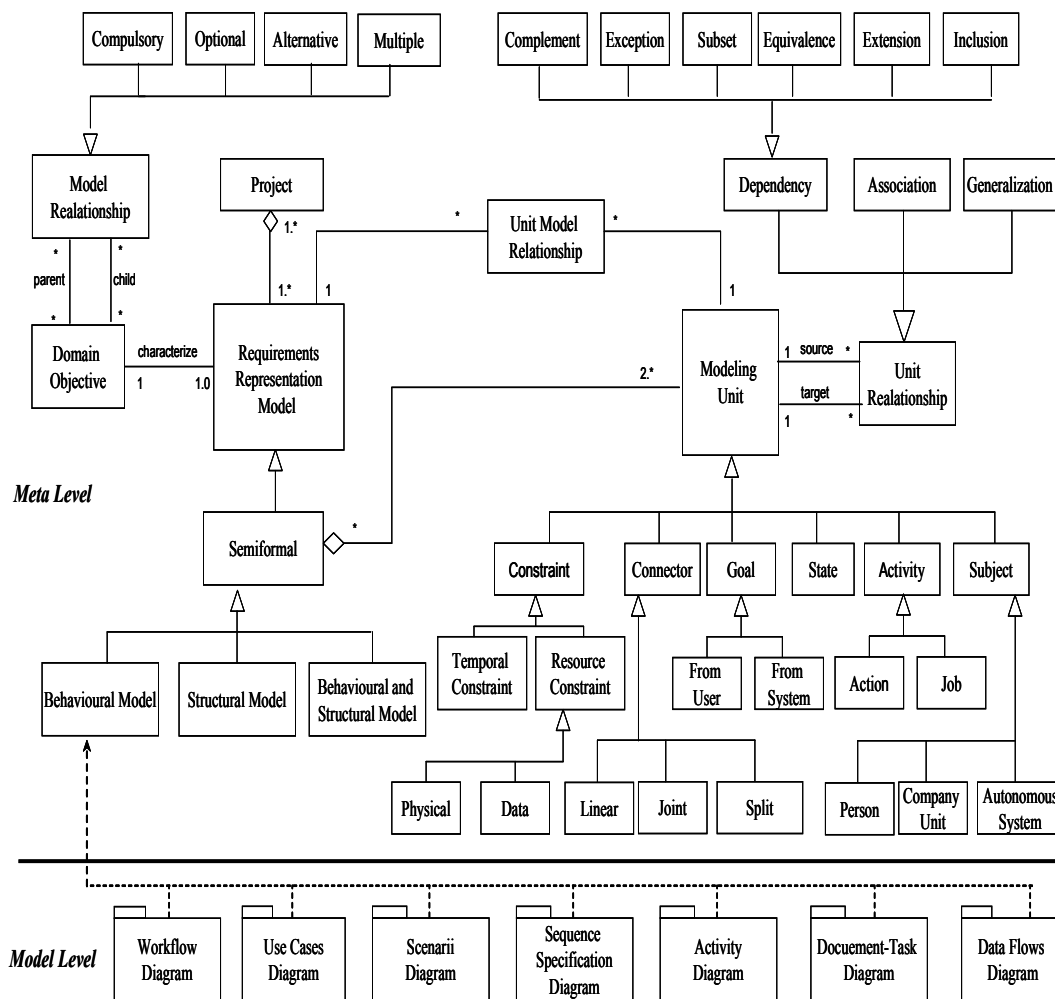 Compulsory
Optional
Alternative
Multiple
Complement
Exception
Subset
Equivalence
Extension
Inclusion
Model
Realationship
Project
Dependency
Association
Generalization
Unit Model
Relationship
1.*
*
*
*
*
parent
child
*
*
1.*
1
1
Domain
Objective
characterize
1
1.0
Requirements
Representation
Model
2.*
Modeling
Unit
1
source
*
target
1
*
Unit
Realationship
Meta Level
Semiformal
*
Constraint
Connector
Goal
State
Activity
Subject
Temporal
Constraint
Resource
Constraint
From
User
From
System
Action
Job
Behavioural Model
Structural Model
Behavioural and
Structural Model
Physical
Data
Linear
Joint
Split
Person
Company
Unit
Autonomous
System
Model Level
Workflow
Diagram
Use Cases
Diagram
Scenarii
Diagram
Sequence
Specification
Diagram
Activity
Diagram
Docuement-Task
Diagram
Data Flows
Diagram